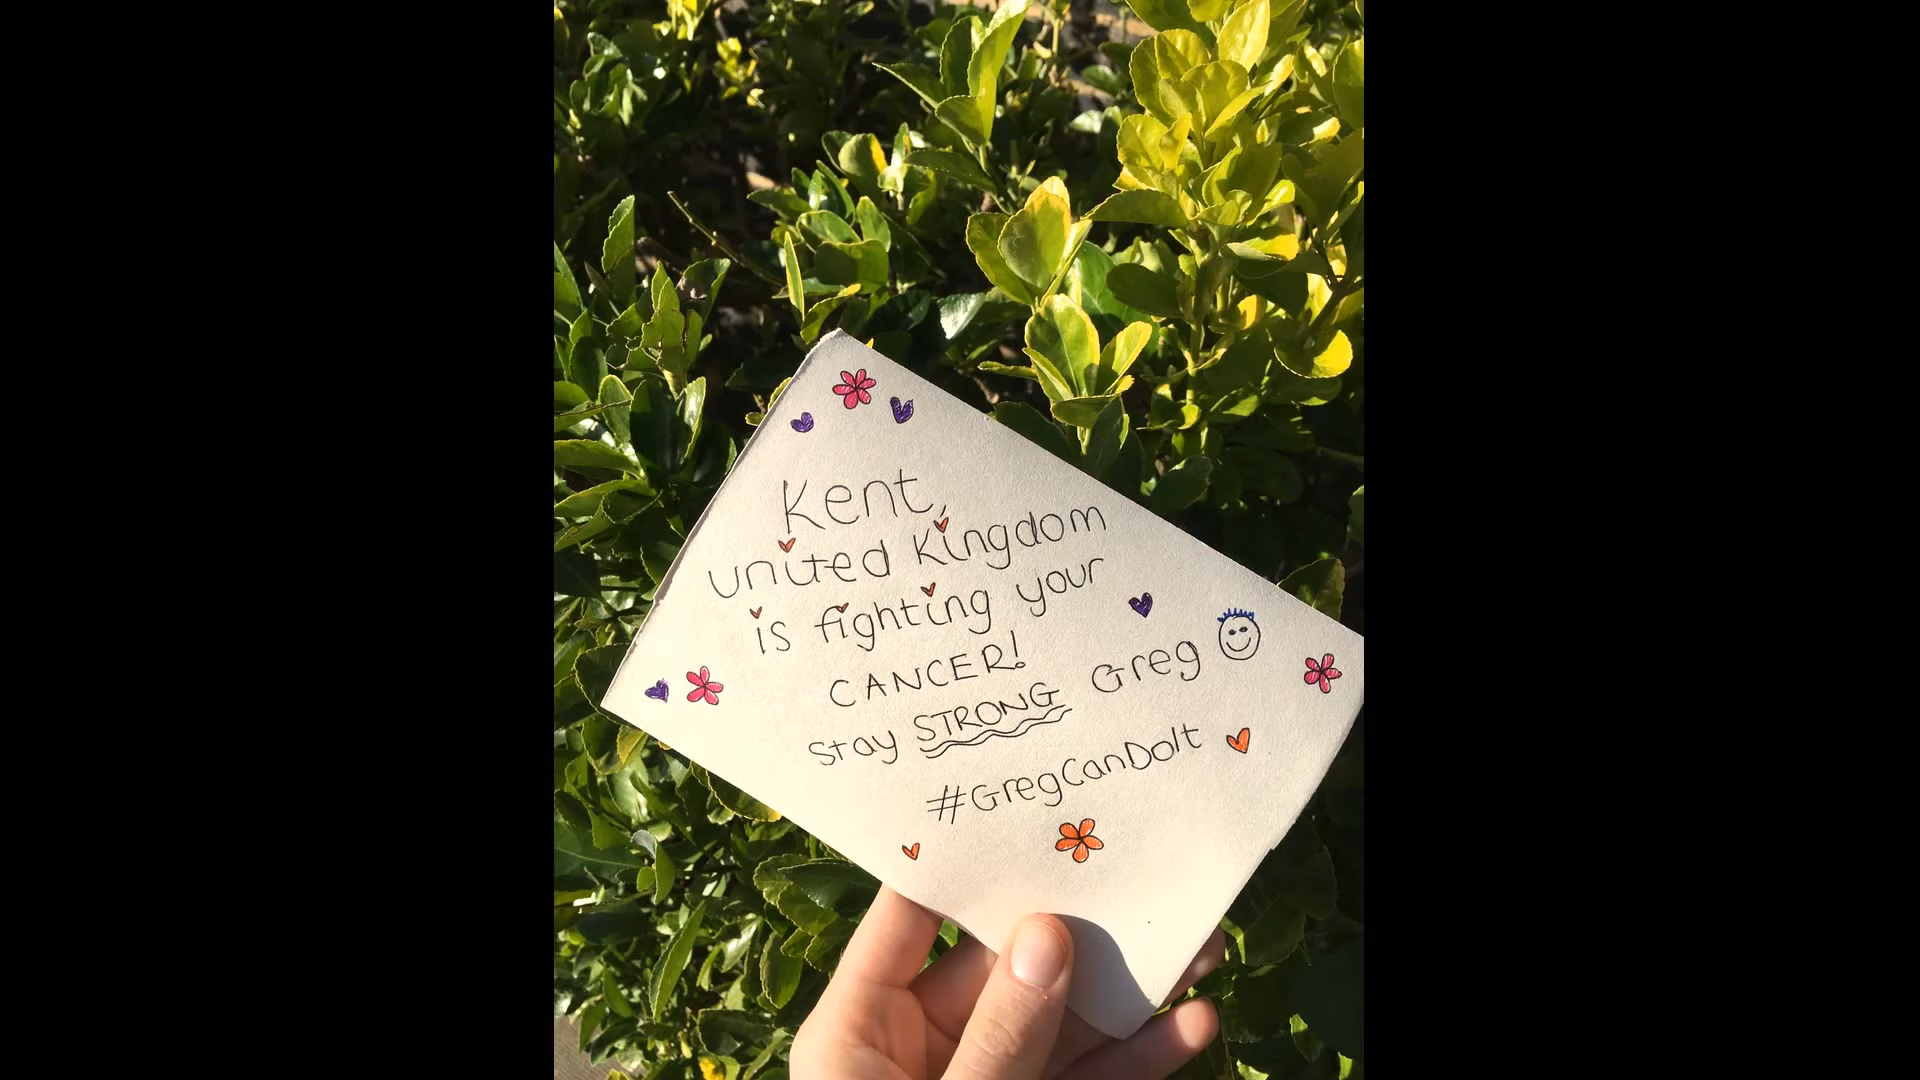 Kent,
united Kingdom
is fighting your
CANCER!
Stay STRONG Greg
#GregCanDoIt